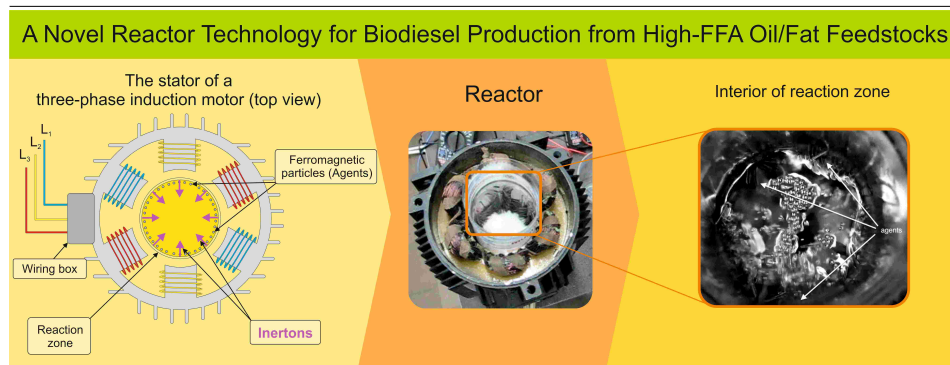 A Novel Reactor Technology for Biodiesel Production from High-FFA Oil/Fat Feedstocks
The stator of a
three-phase induction motor (top view)
L1
L2
L3
Ferromagnetic
particles (Agents)
Wiring box
Reaction
zone
Inertons
Reactor
Interior of reaction zone
agents